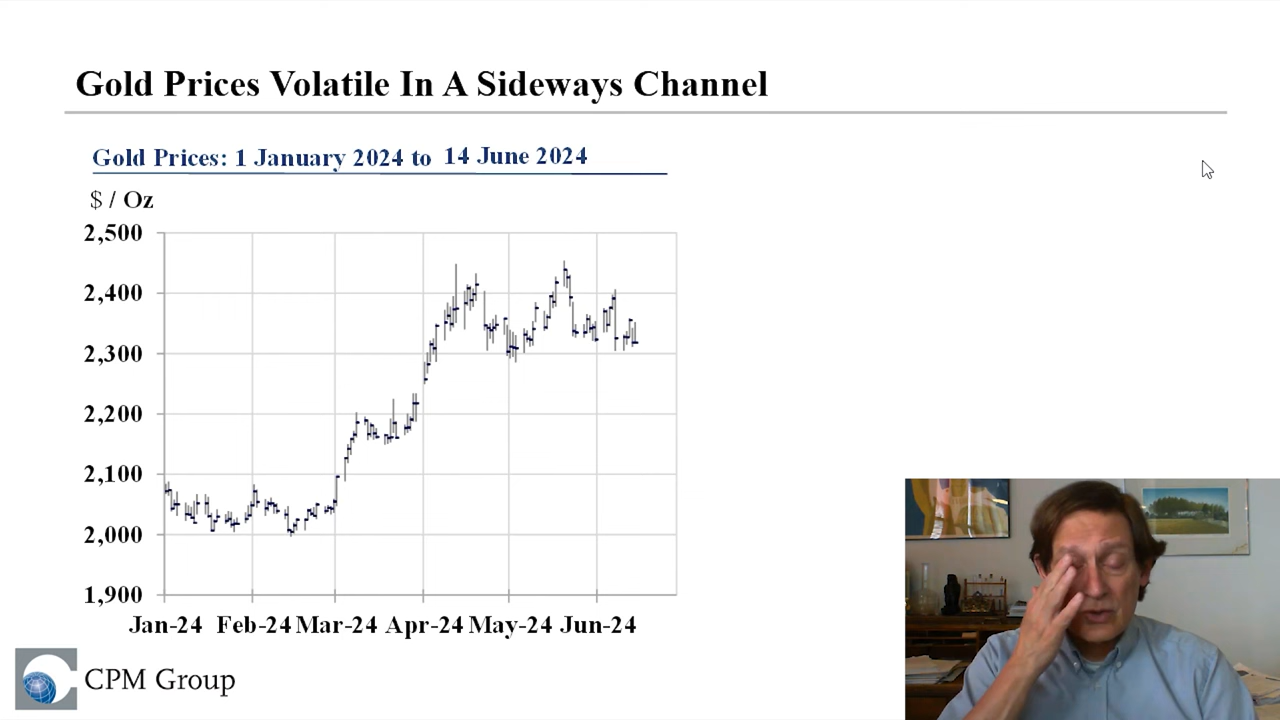 Gold Prices Volatile In A Sideways Channel
Gold Prices: 1 January 2024 to 14 June 2024
$ / Oz
2,500
2,400
2,300
2,200
2,100
2,000
1,900
Jan-24 Feb-24 Mar-24 Apr-24 May-24 Jun-24
CPM Group